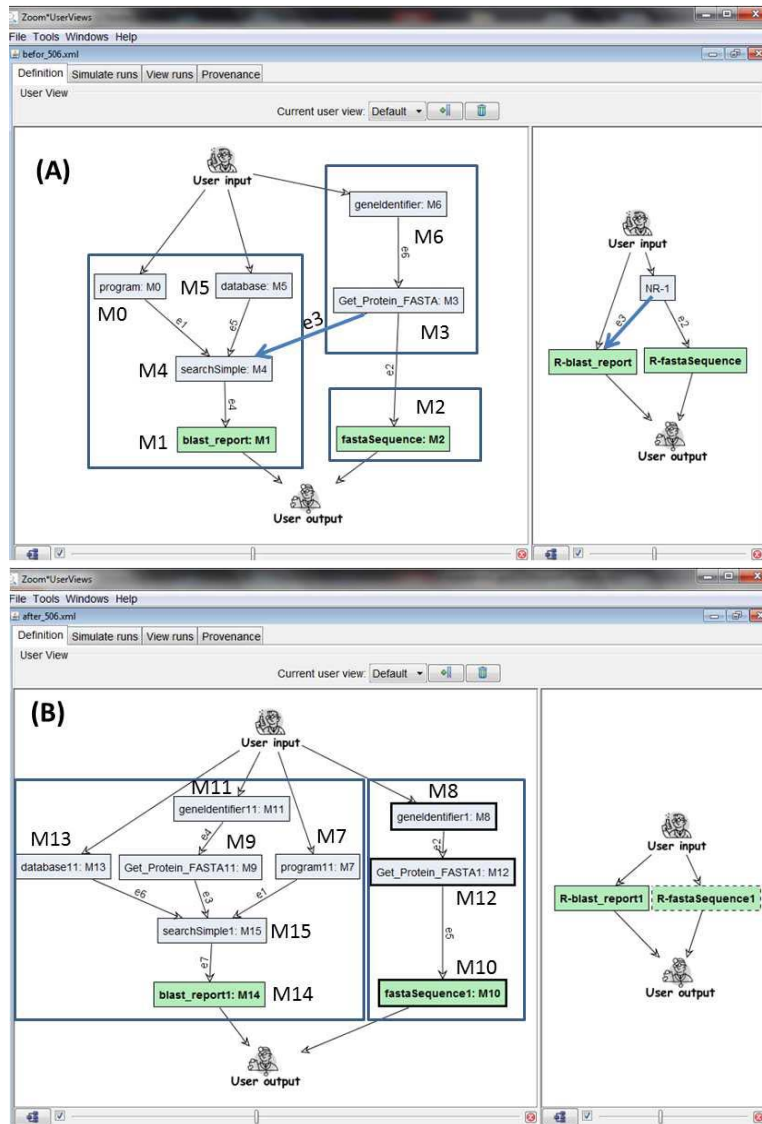 Zoom*UserViews
File Tools Windows Help
befor_506.xml
Definition Simulate runs View runs Provenance
User View
Current user view: Default
(A)
User input
geneIdentifier: M6
M6
e6
program: M0
M0
M5
database: M5
Get_Protein_FASTA: M3
M3
e1
e5
e3
e2
M4
searchSimple: M4
e4
M2
M1
blast_report: M1
fastaSequence: M2
User output
User input
NR-1
e3
e2
R-blast_report
R-fastaSequence
User output
Zoom*UserViews
File Tools Windows Help
after_506.xml
Definition Simulate runs View runs Provenance
User View
Current user view: Default
(B)
User input
M11
geneIdentifier11: M11
M8
geneIdentifier1: M8
e4
e2
M13
database11: M13
M9
Get_Protein_FASTA11: M9
M7
program11: M7
Get_Protein_FASTA1: M12
M12
e6
e3
e1
e5
searchSimple1: M15
M15
e7
M10
blast_report1: M14
M14
fastaSequence1: M10
User output
User input
R-blast_report1
R-fastaSequence1
User output